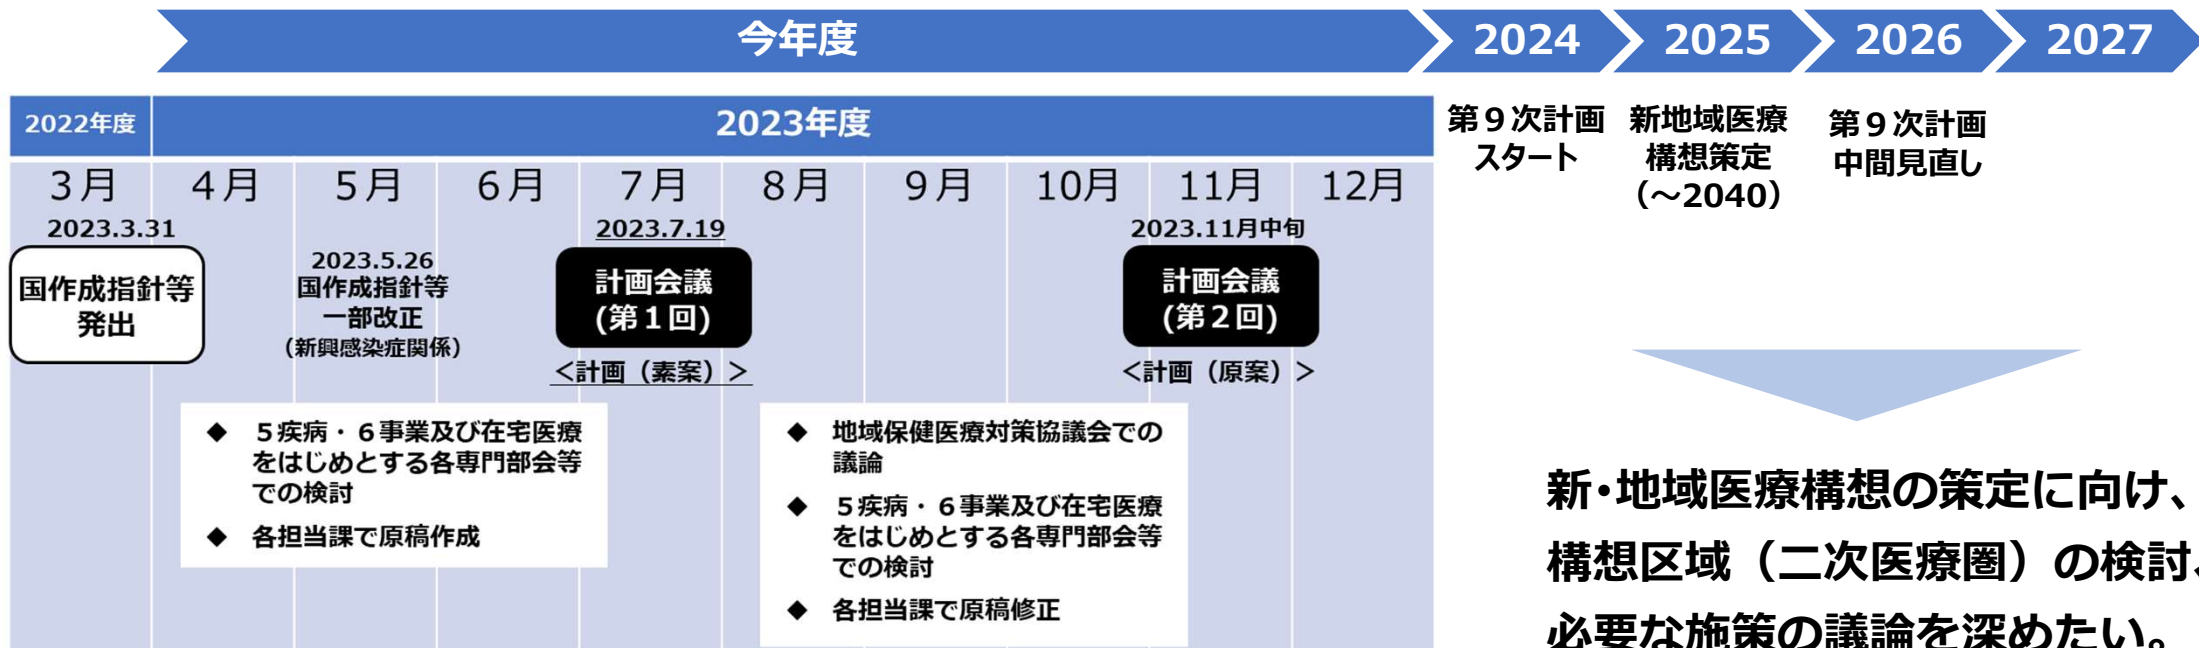 今年度
2024
2025
2026
2027
2022年度
2023年度
3月
4月
5月
6月
7月
8月
9月
10月
11月
12月
2023.3.31
国作成指針等
発出
2023.5.26
国作成指針等
一部改正
（新興感染症関係）
2023.7.19
計画会議
(第１回)
＜計画（素案）＞
2023.11月中旬
計画会議
(第２回)
＜計画（原案）＞
◆ ５疾病・６事業及び在宅医療
をはじめとする各専門部会等
での検討
◆ 各担当課で原稿作成
◆ 地域保健医療対策協議会での
議論
◆ ５疾病・６事業及び在宅医療
をはじめとする各専門部会等
での検討
◆ 各担当課で原稿修正
第９次計画
スタート
新地域医療
構想策定
（～2040）
第９次計画
中間見直し
新・地域医療構想の策定に向け、
構想区域（二次医療圏）の検討、
必要な施策の議論を深めたい。